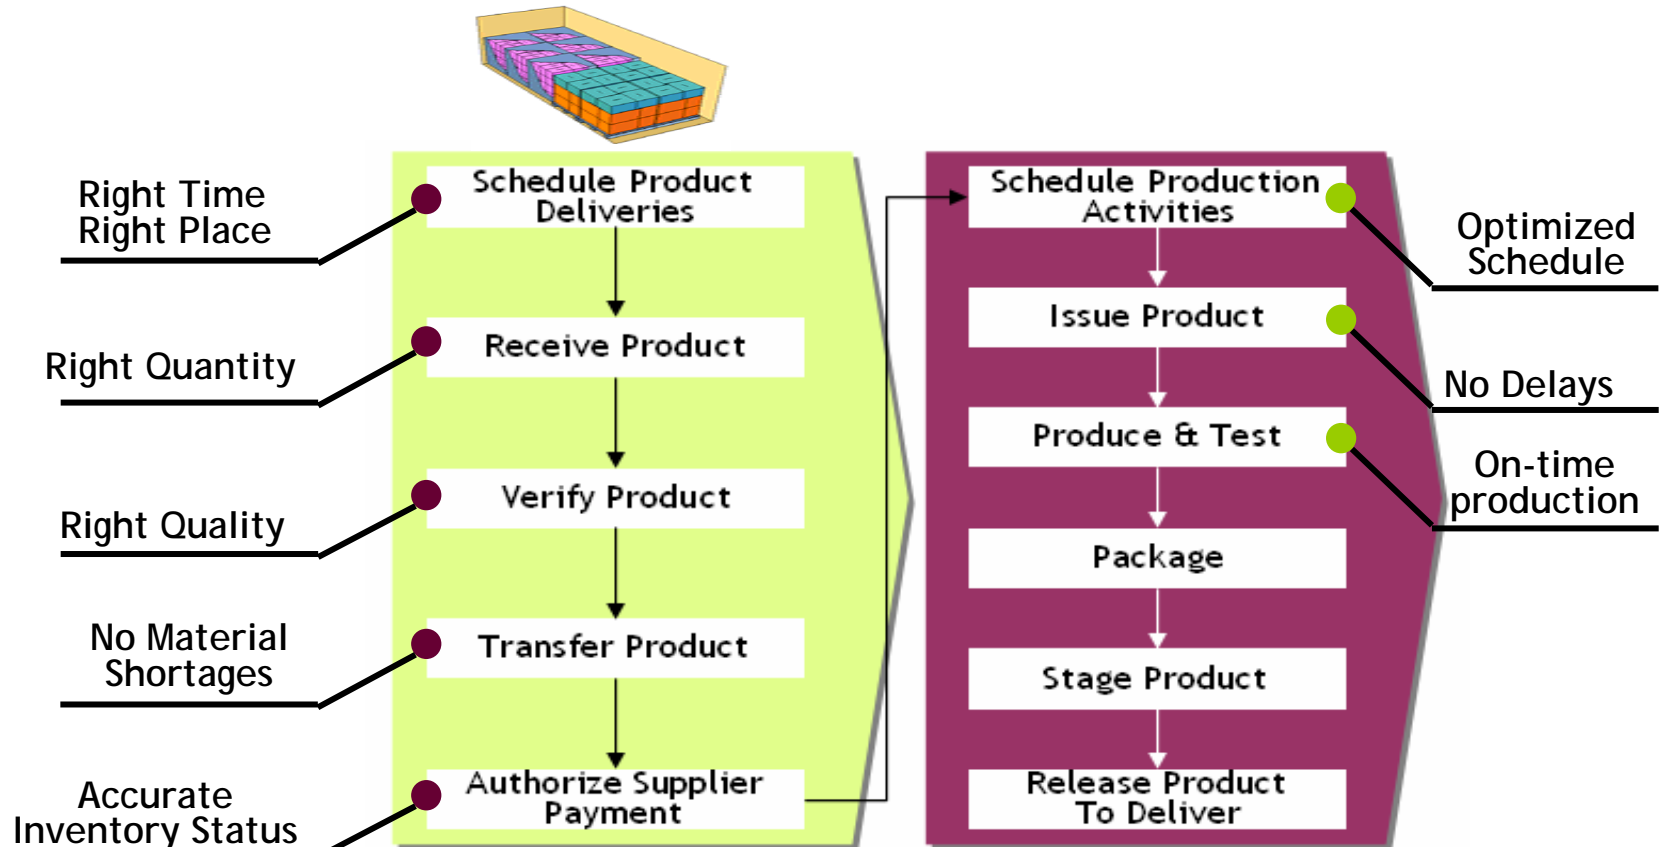 Right Time
Right Place
Right Quantity
Right Quality
No Material
Shortages
Accurate
Inventory Status
Schedule Product
Deliveries
Receive Product
Verify Product
Transfer Product
Authorize Supplier
Payment
Schedule Production
Activities
Issue Product
Produce & Test
Package
Stage Product
Release Product
To Deliver
Optimized
Schedule
No Delays
On-time
production